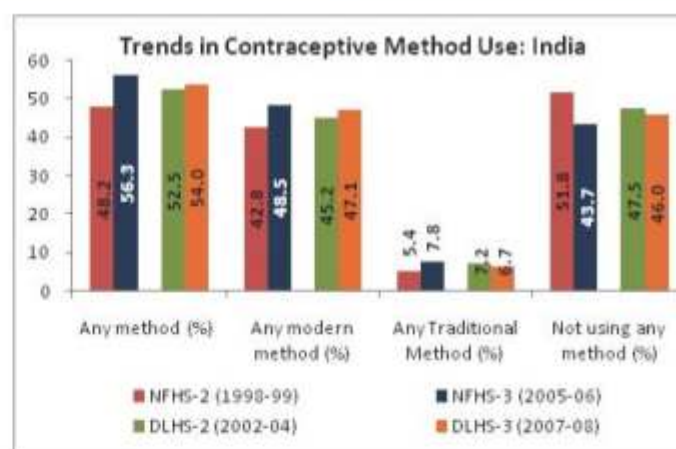 Trends in Contraceptive Method Use: India
60
50
40
30
20
10
0
48.2
56.3
52.5
54.0
42.8
48.5
45.2
47.1
5.4
7.8
7.2
6.7
51.8
43.7
47.5
46.0
Any method (%)
Any modern
method (%)
Any Traditional
Method (%)
Not using any
method (%)
NFHS-2 (1998-99)
NFHS-3 (2005-06)
DLHS-2 (2002-04)
DLHS-3 (2007-08)